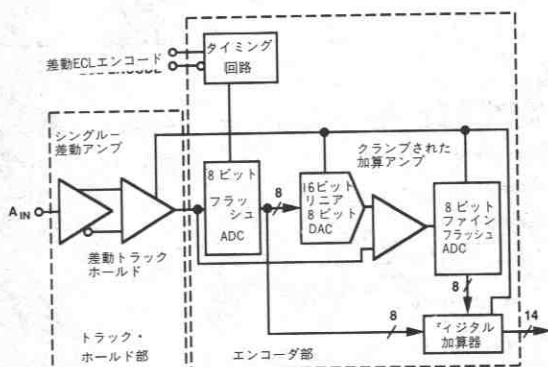 差動ECLエンコード
タイミング
回路
シングルー
差動アンプ
8ビット
フラッ
シュ
ADC
8
16ビット
リニア
8ビット
DAC
クランプされた
加算アンプ
8ビット
ファイン
フラッシュ
ADC
AIN
差動トラック
ホールド
8
8
ディジタル
加算器
14
トラック・
ホールド部
エンコーダ部